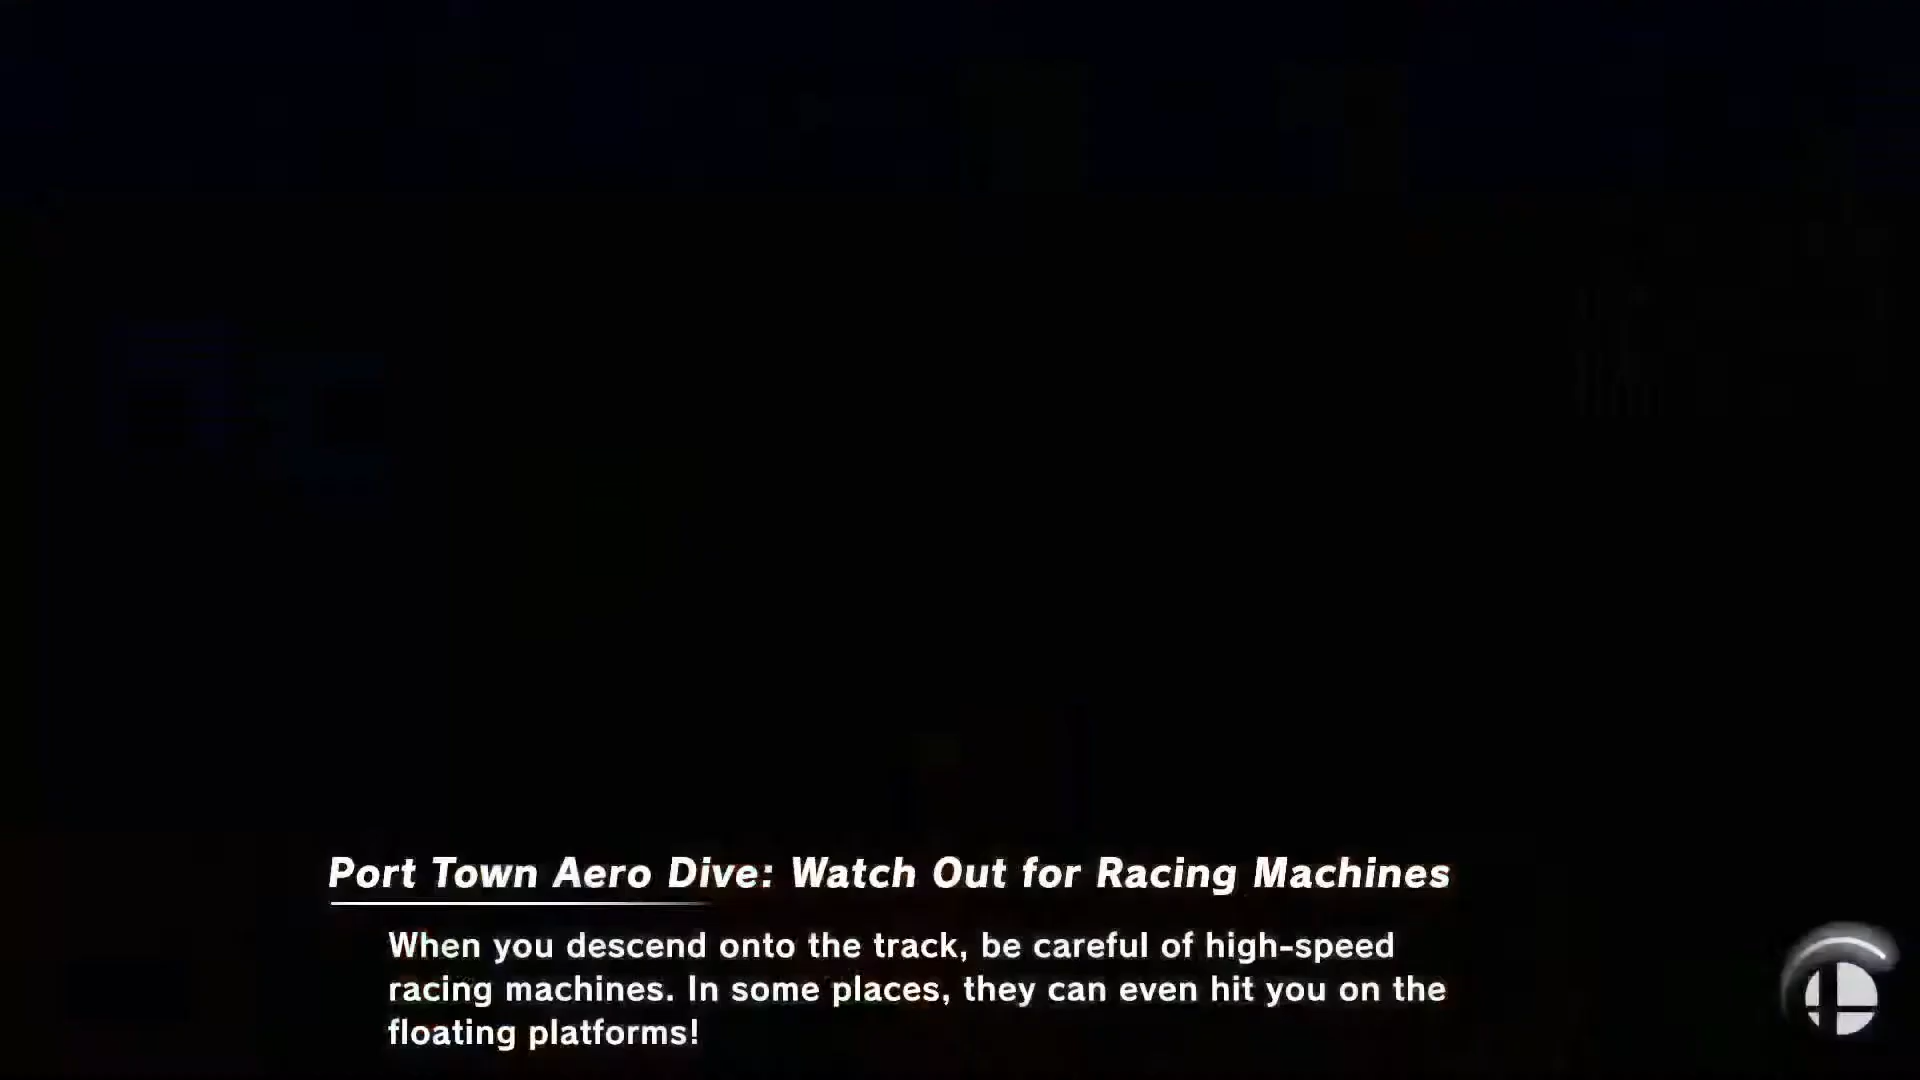 Port Town Aero Dive: Watch Out for Racing Machines
When you descend onto the track, be careful of high-speed
racing machines. In some places, they can even hit you on the
floating platforms!